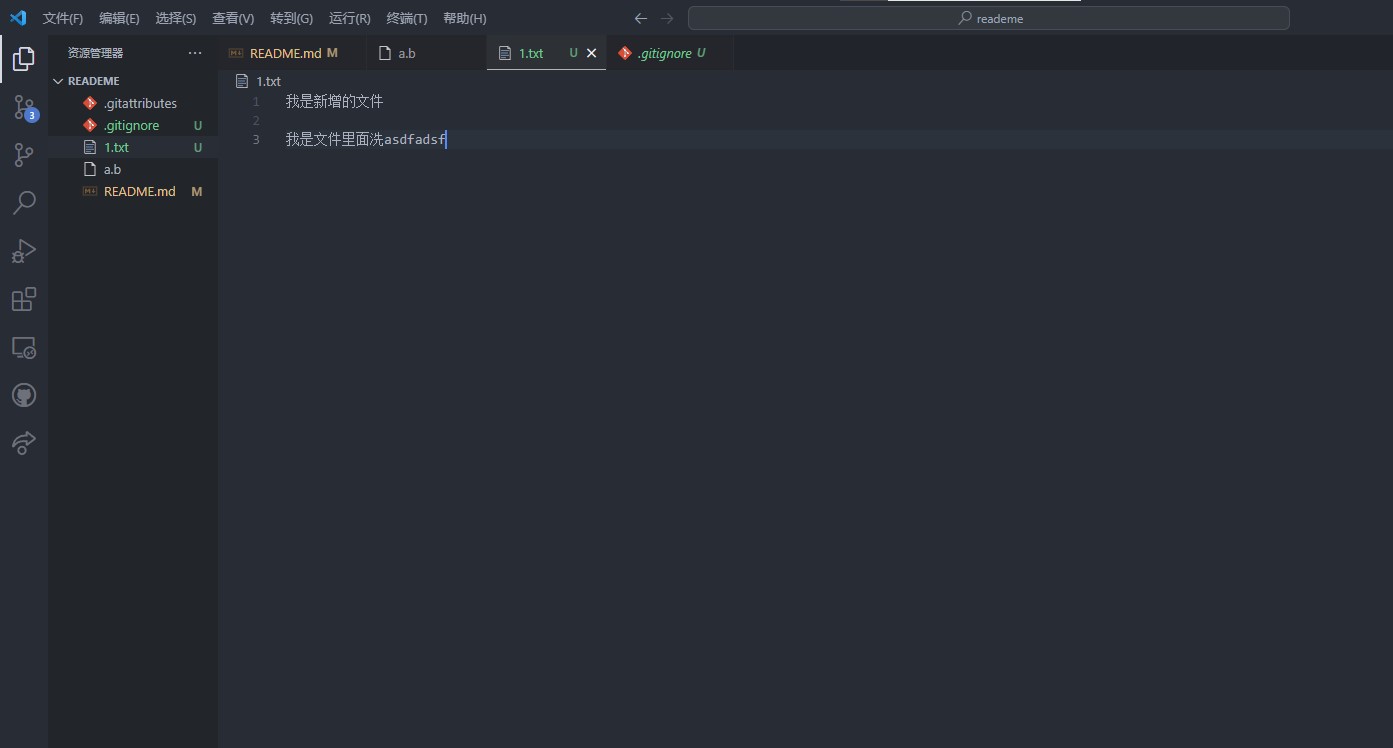 文件(F) 编辑(E) 选择(S) 查看(V) 转到(G) 运行(R) 终端(T) 帮助(H) ← → reademe
资源管理器 ···
README.md M a.b 1.txt U × .gitignore U
READEME
1.txt
.gitattributes
.gitignore U
1.txt U
a.b
README.md M
3
1 我是新增的文件
2
3 我是文件里面洗asdfadsf